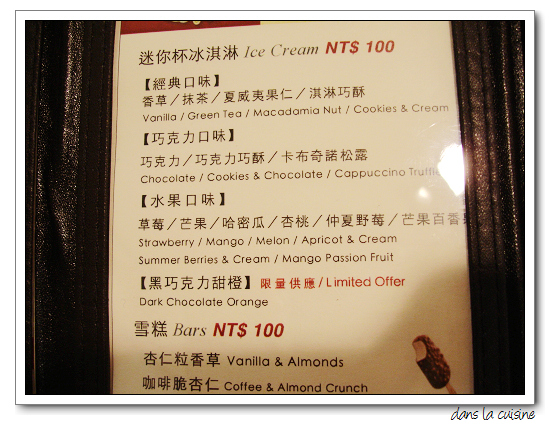 迷你杯冰淇淋 Ice Cream NT$ 100
【經典口味】
香草／抹茶／夏威夷果仁／淇淋巧酥
Vanilla / Green Tea / Macadamia Nut / Cookies & Cream
【巧克力口味】
巧克力／巧克力巧酥／卡布奇諾松露
Chocolate / Cookies & Chocolate / Cappuccino Truffle
【水果口味】
草莓／芒果／哈密瓜／杏桃／仲夏野莓／芒果百香果
Strawberry / Mango / Melon / Apricot & Cream
Summer Berries & Cream / Mango Passion Fruit
【黑巧克力甜橙】限量供應 / Limited Offer
Dark Chocolate Orange
雪糕 Bars NT$ 100
杏仁粒香草 Vanilla & Almonds
咖啡脆杏仁 Coffee & Almond Crunch
dans la cuisine